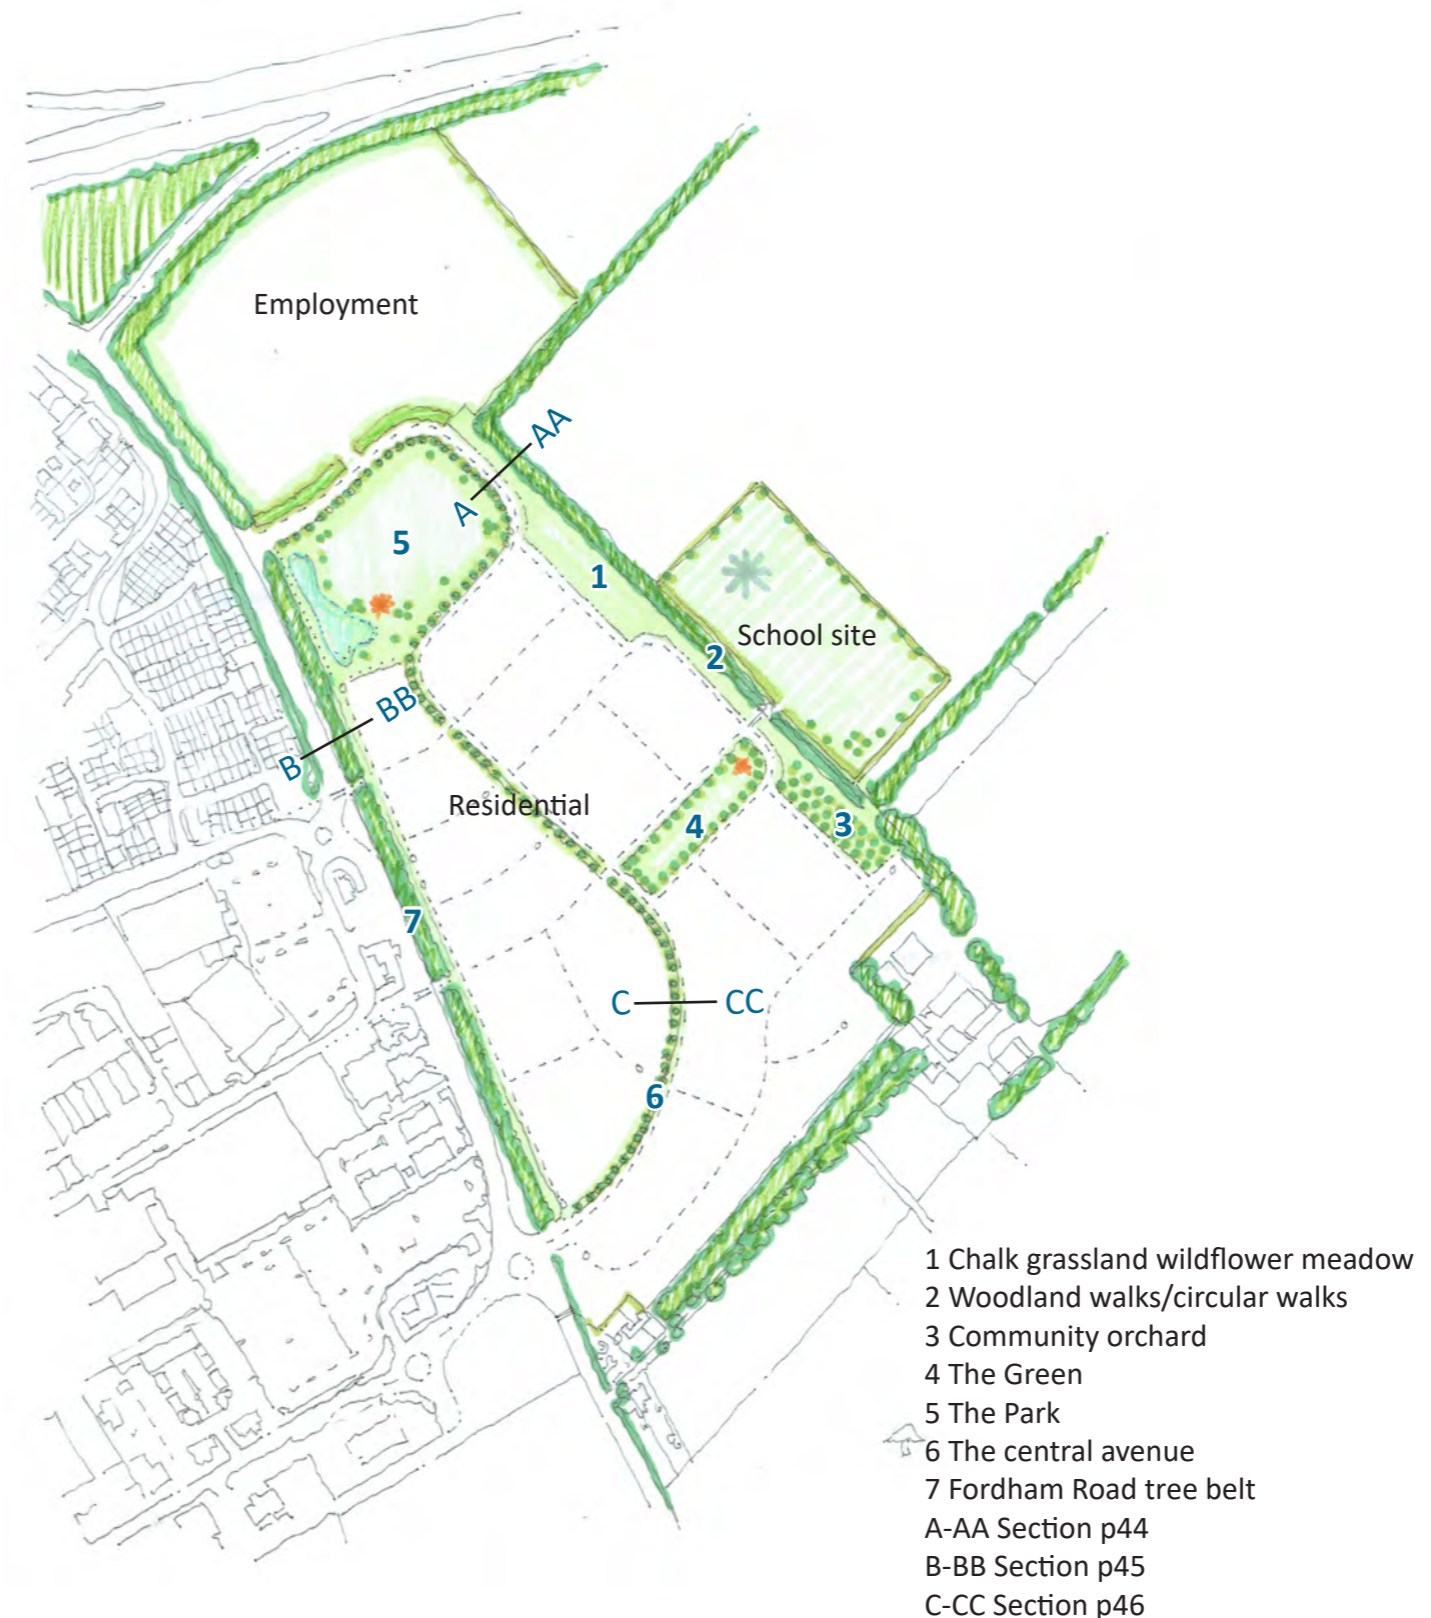 Employment
AA
A
5
1
School site
2
BB
B
Residential
4
3
7
C
CC
6
1 Chalk grassland wildflower meadow
2 Woodland walks/circular walks
3 Community orchard
4 The Green
5 The Park
6 The central avenue
7 Fordham Road tree belt
A-AA Section p44
B-BB Section p45
C-CC Section p46